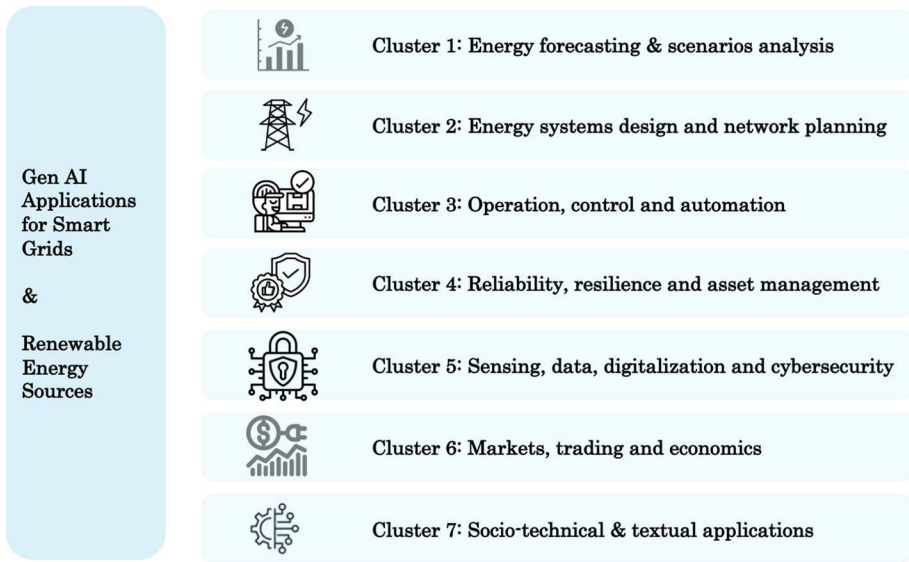 Gen AI
Applications
for Smart
Grids
&
Renewable
Energy
Sources
Cluster 1: Energy forecasting & scenarios analysis
Cluster 2: Energy systems design and network planning
Cluster 3: Operation, control and automation
Cluster 4: Reliability, resilience and asset management
Cluster 5: Sensing, data, digitalization and cybersecurity
Cluster 6: Markets, trading and economics
Cluster 7: Socio-technical & textual applications